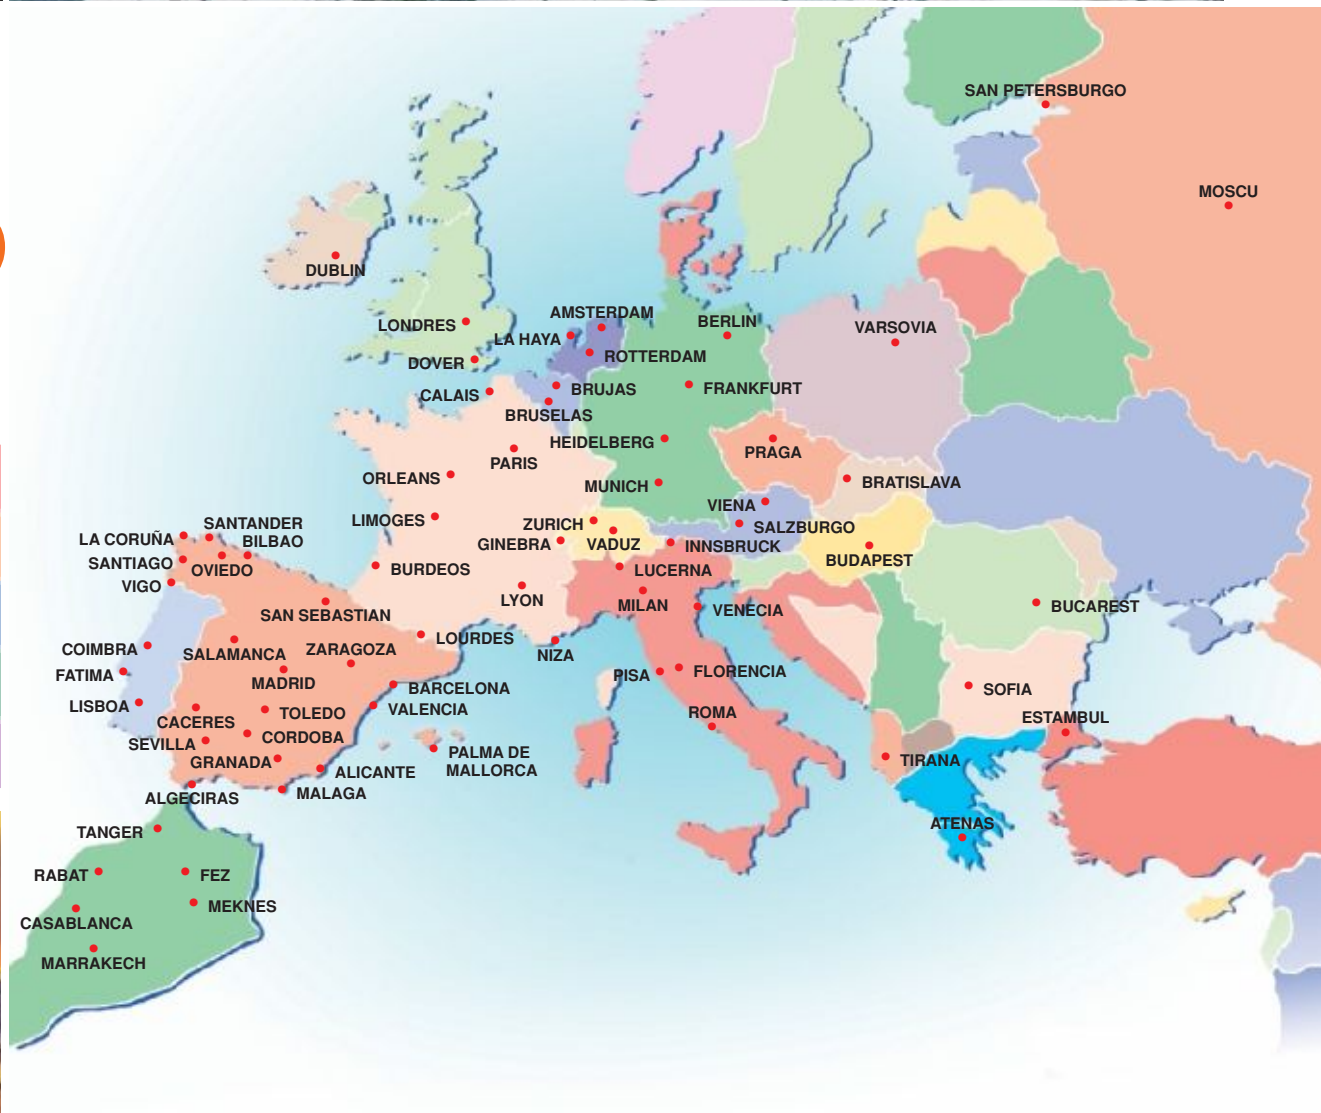 SAN PETERSBURGO
MOSCU
DUBLIN
LONDRES
DOVER
AMSTERDAM
LA HAYA
ROTTERDAM
BERLIN
VARSOVIA
CALAIS
BRUJAS
BRUSELAS
FRANKFURT
HEIDELBERG
PRAGA
PARIS
ORLEANS
MUNICH
BRATISLAVA
VIENA
LIMOGES
ZURICH
SALZBURGO
GINEBRA
VADUZ
INNSBRUCK
BUDAPEST
LA CORUÑA
SANTANDER
BILBAO
SANTIAGO
OVIEDO
VIGO
BURDEOS
LUCERNA
LYON
MILAN
VENECIA
BUCAREST
SAN SEBASTIAN
LOURDES
NIZA
COIMBRA
SALAMANCA
ZARAGOZA
FATIMA
MADRID
PISA
FLORENCIA
BARCELONA
SOFIA
LISBOA
CACERES
TOLEDO
VALENCIA
ROMA
ESTAMBUL
SEVILLA
CORDOBA
GRANADA
PALMA DE
MALLORCA
TIRANA
ALICANTE
ALGECIRAS
MALAGA
ATENAS
TANGER
RABAT
FEZ
MEKNES
CASABLANCA
MARRAKECH